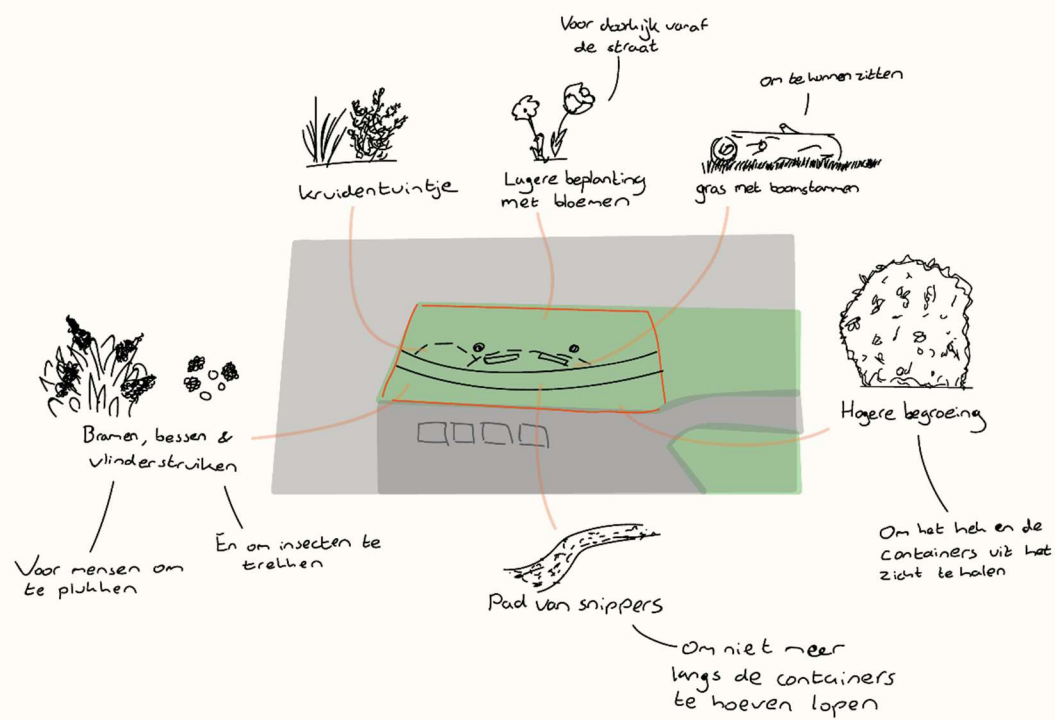 Voor doorkijk vanaf
de straat
om te kunnen zitten
kruidentuintje
Lagere beplanting
met bloemen
gras met boomstammen
Hogere begroeing
Om het hek en de
containers uit het
zicht te halen
Bramen, bessen &
vlinderstruiken
Voor mensen om
te plukken
En om insecten te
trekken
Pad van snippers
Om niet meer
langs de containers
te hoeven lopen